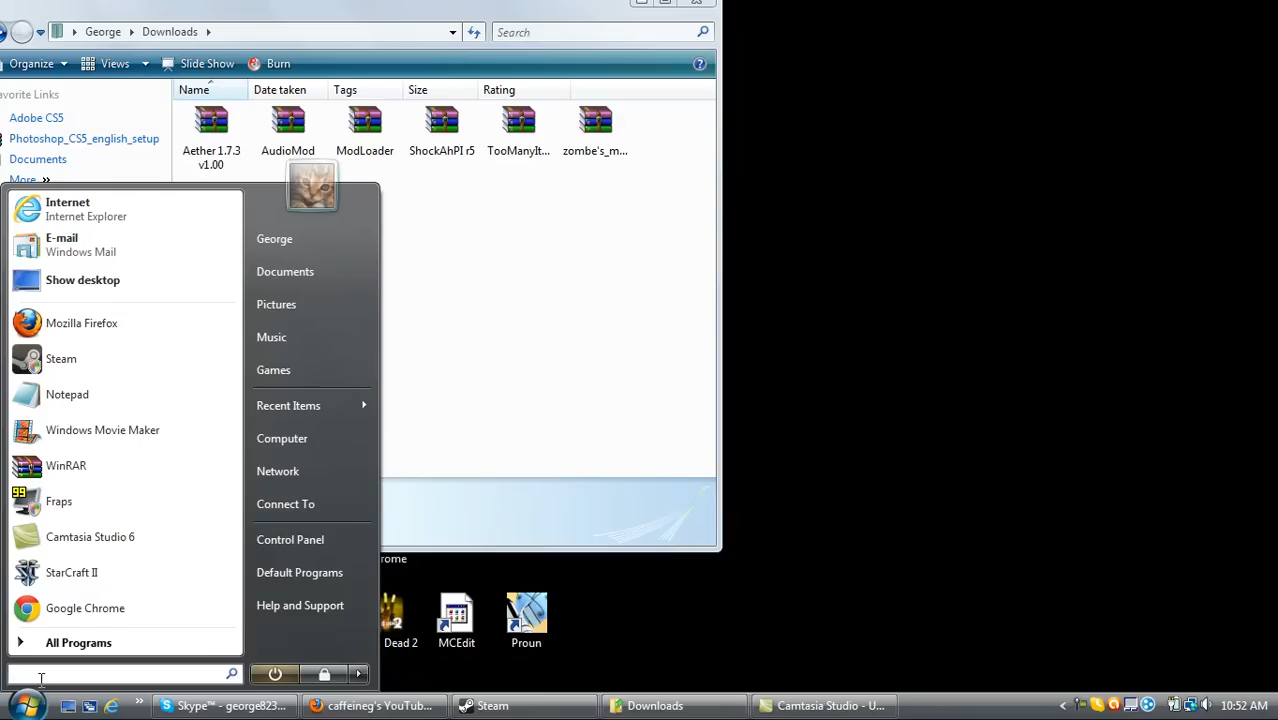 George Downloads Search
Organize Views Slide Show Burn ?
avorite Links Name Date taken Tags Size Rating
Adobe CS5
Photoshop_CS5_english_setup
Documents
More »
Aether 1.7.3
v1.00
AudioMod
ModLoader
ShockAhPI r5
TooManyIt...
zombe's_m...
Internet
Internet Explorer
E-mail
Windows Mail
Show desktop
Mozilla Firefox
Steam
Notepad
Windows Movie Maker
WinRAR
99
Fraps
Camtasia Studio 6
StarCraft II
Google Chrome
All Programs
George
Documents
Pictures
Music
Games
Recent Items
Computer
Network
Connect To
Control Panel
Default Programs
Help and Support
rome
2
Dead 2 MCEdit Proun
» Skype™ - george823... caffeineg's YouTub... Steam Downloads Camtasia Studio - U... 10:52 AM